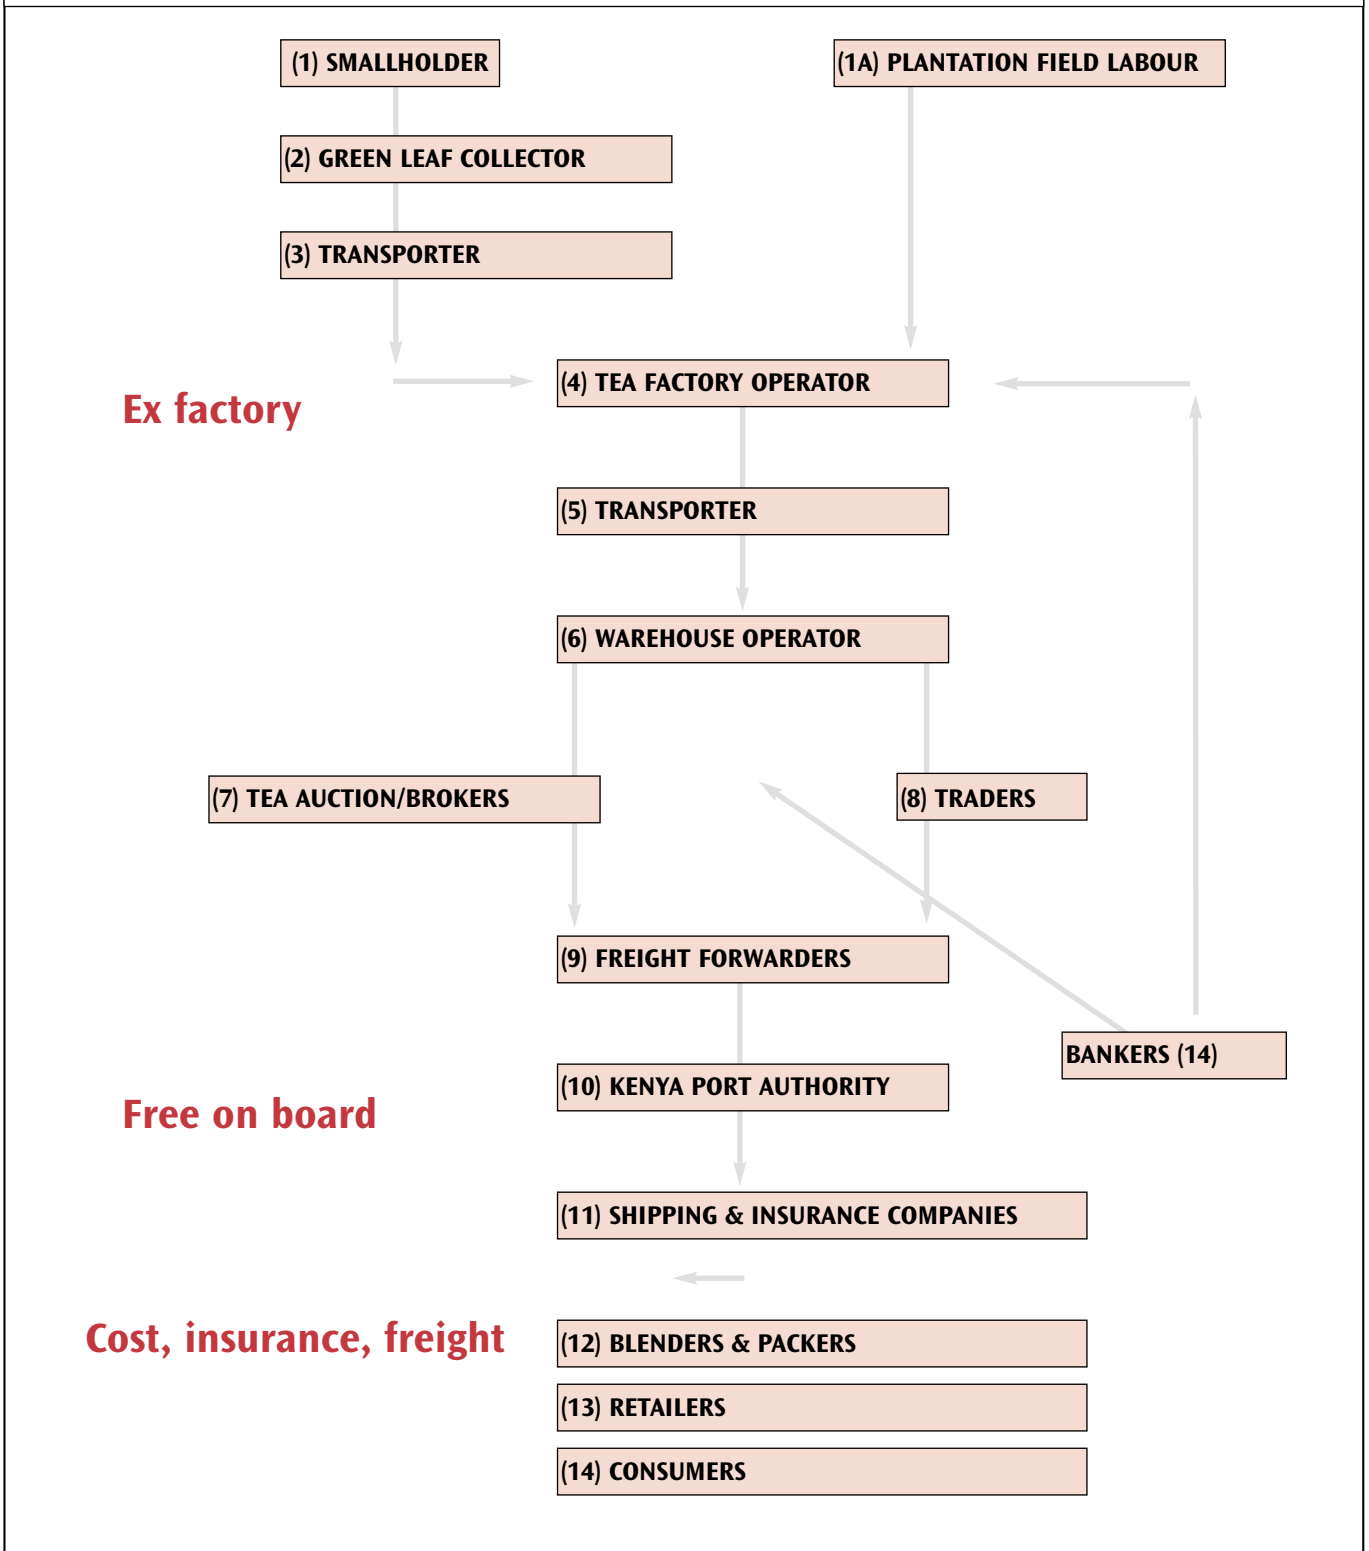 (1) SMALLHOLDER
(1A) PLANTATION FIELD LABOUR
(2) GREEN LEAF COLLECTOR
(3) TRANSPORTER
(4) TEA FACTORY OPERATOR
Ex factory
(5) TRANSPORTER
(6) WAREHOUSE OPERATOR
(7) TEA AUCTION/BROKERS
(8) TRADERS
(9) FREIGHT FORWARDERS
BANKERS (14)
(10) KENYA PORT AUTHORITY
Free on board
(11) SHIPPING & INSURANCE COMPANIES
Cost, insurance, freight
(12) BLENDERS & PACKERS
(13) RETAILERS
(14) CONSUMERS